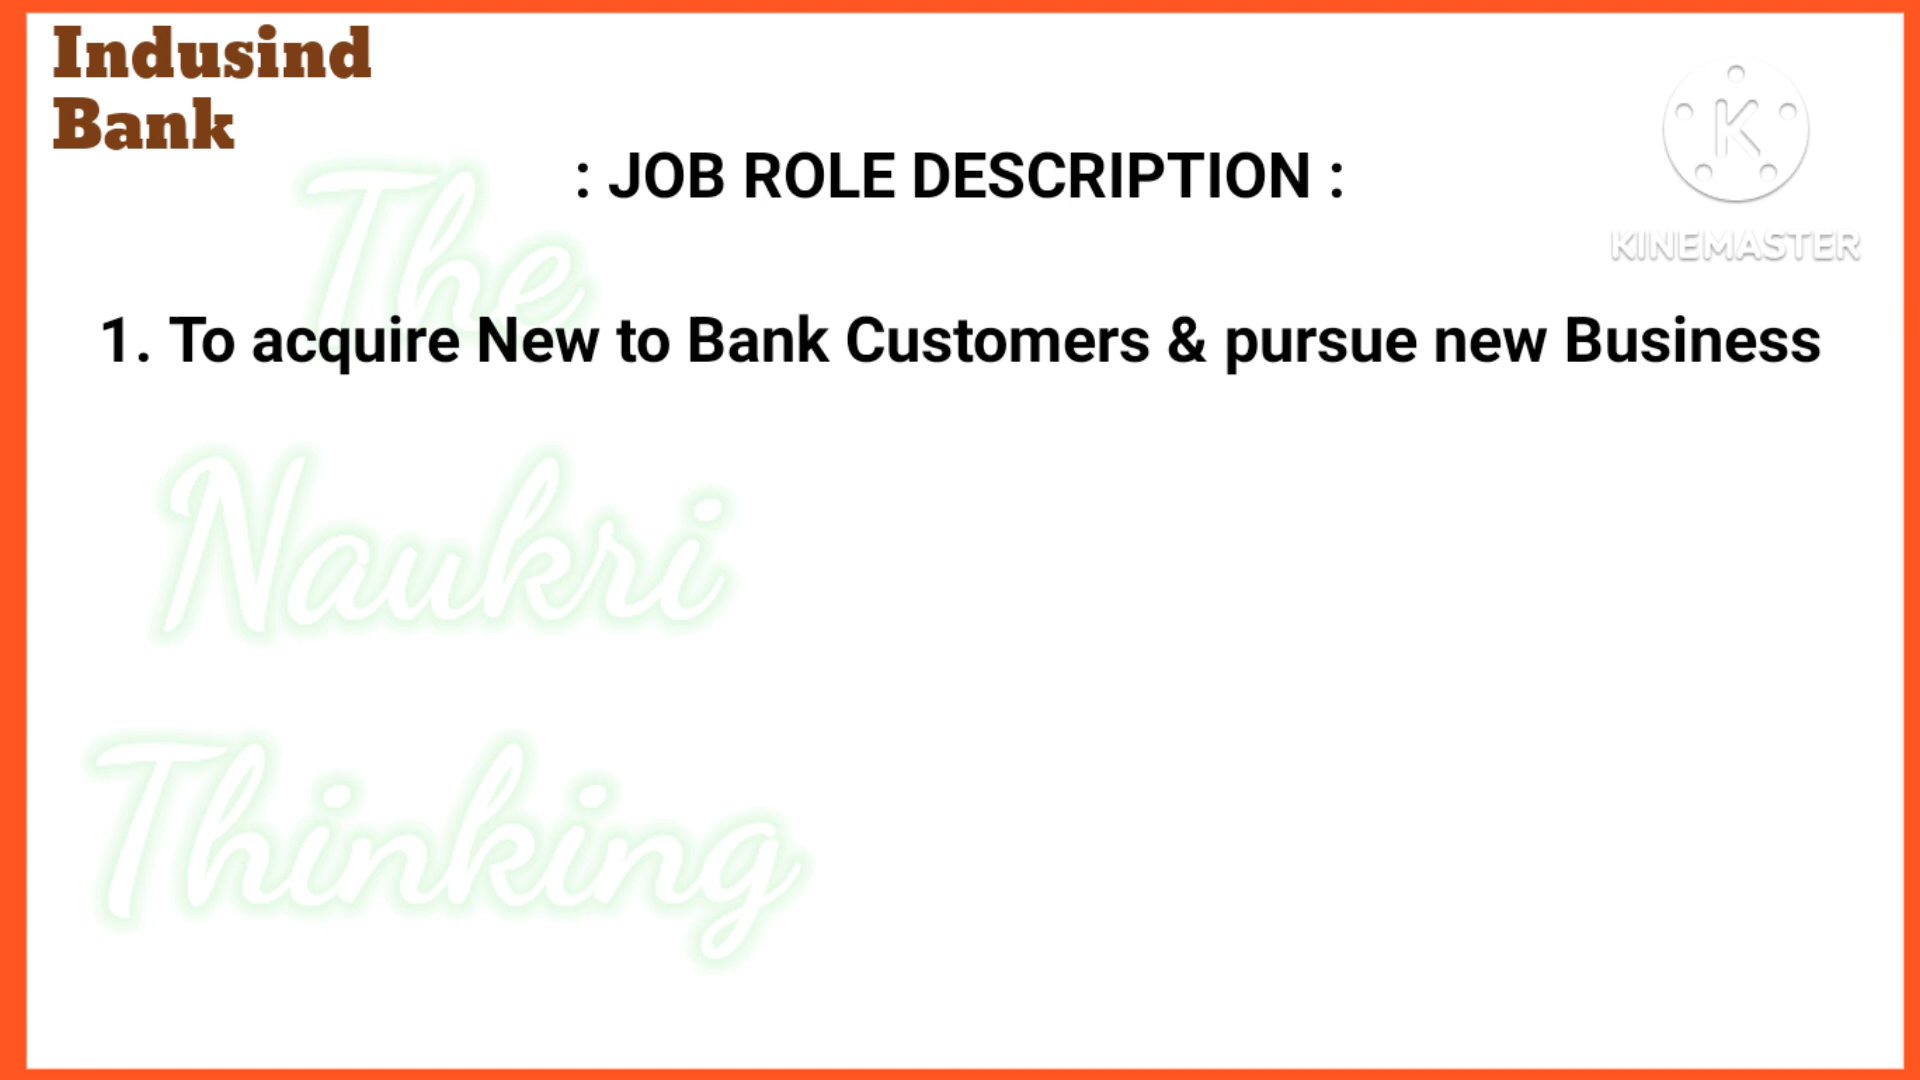 Indusind
Bank
: JOB ROLE DESCRIPTION :
KINEMASTER
The
1. To acquire New to Bank Customers & pursue new Business
Naukri
Thinking